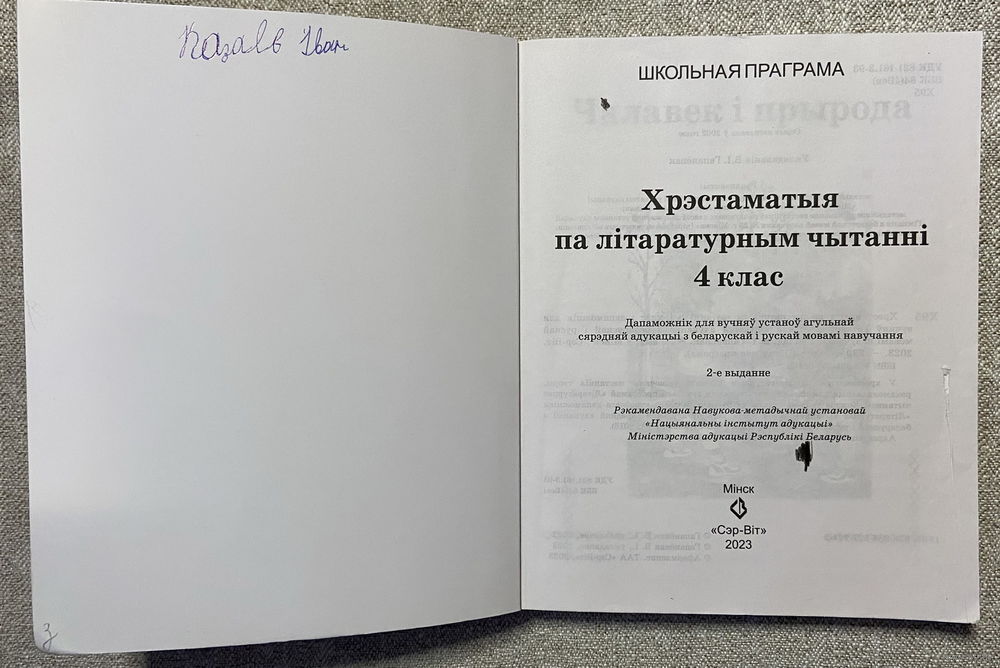 Казаль Іван
ШКОЛЬНАЯ ПРАГРАМА
Хрэстаматыя
па літаратурным чытанні
4 клас
Дапаможнік для вучняў устаноў агульнай
сярэдняй адукацыі з беларускай і рускай мовамі навучання
2-е выданне
Рэкамендавана Навукова-метадычнай установай
«Нацыянальны інстытут адукацыі»
Міністэрства адукацыі Рэспублікі Беларусь
Мінск
«Сэр-Віт»
2023